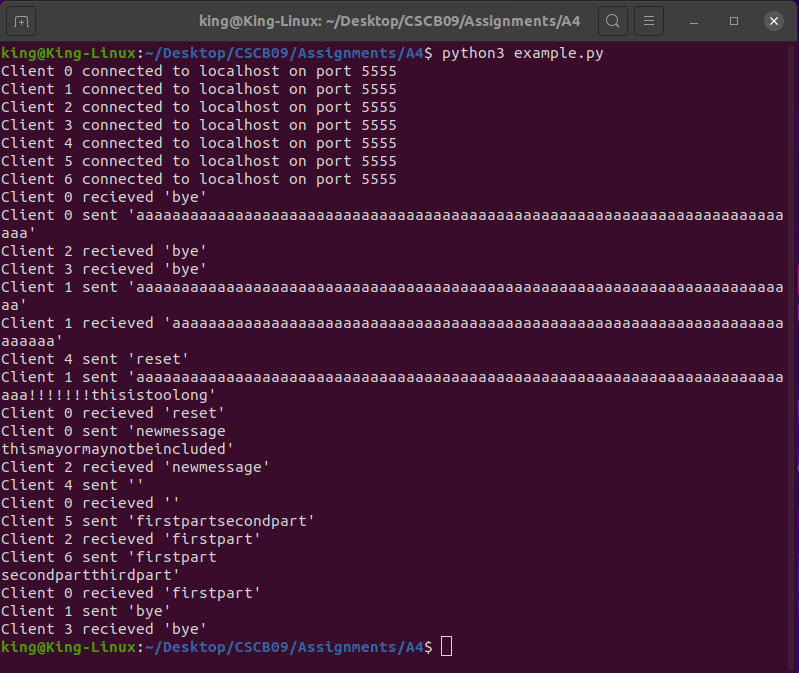 king@King-Linux: ~/Desktop/CSCB09/Assignments/A4
king@King-Linux:~/Desktop/CSCB09/Assignments/A4$ python3 example.py
Client 0 connected to localhost on port 5555
Client 1 connected to localhost on port 5555
Client 2 connected to localhost on port 5555
Client 3 connected to localhost on port 5555
Client 4 connected to localhost on port 5555
Client 5 connected to localhost on port 5555
Client 6 connected to localhost on port 5555
Client 0 recieved 'bye'
Client 0 sent 'aaaaaaaaaaaaaaaaaaaaaaaaaaaaaaaaaaaaaaaaaaaaaaaaaaaaaaaaaaaaaaaaaaaaaaaa
aaa'
Client 2 recieved 'bye'
Client 3 recieved 'bye'
Client 1 sent 'aaaaaaaaaaaaaaaaaaaaaaaaaaaaaaaaaaaaaaaaaaaaaaaaaaaaaaaaaaaaaaaaaaaaaaaa
aa'
Client 1 recieved 'aaaaaaaaaaaaaaaaaaaaaaaaaaaaaaaaaaaaaaaaaaaaaaaaaaaaaaaaaaaaaaaaaaaa
aaaaaa'
Client 4 sent 'reset'
Client 1 sent 'aaaaaaaaaaaaaaaaaaaaaaaaaaaaaaaaaaaaaaaaaaaaaaaaaaaaaaaaaaaaaaaaaaaaaaaa
aaa!!!!!!!thisistoolong'
Client 0 recieved 'reset'
Client 0 sent 'newmessage
thismayormaynotbeincluded'
Client 2 recieved 'newmessage'
Client 4 sent ''
Client 0 recieved ''
Client 5 sent 'firstpartsecondpart'
Client 2 recieved 'firstpart'
Client 6 sent 'firstpart
secondpartthirdpart'
Client 0 recieved 'firstpart'
Client 1 sent 'bye'
Client 3 recieved 'bye'
king@King-Linux:~/Desktop/CSCB09/Assignments/A4$